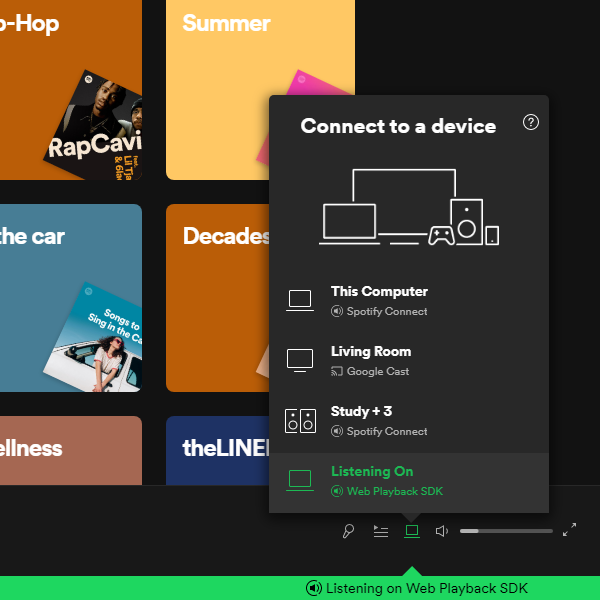 p-Hop
Summer
RapCavi
feat.
Lil Tja
& 6lac
Connect to a device
?
the car
Decades
Songs to
Sing in the Ca
This Computer
Spotify Connect
Living Room
Google Cast
Study + 3
Spotify Connect
ellness
theLINE
Listening On
Web Playback SDK
Listening on Web Playback SDK